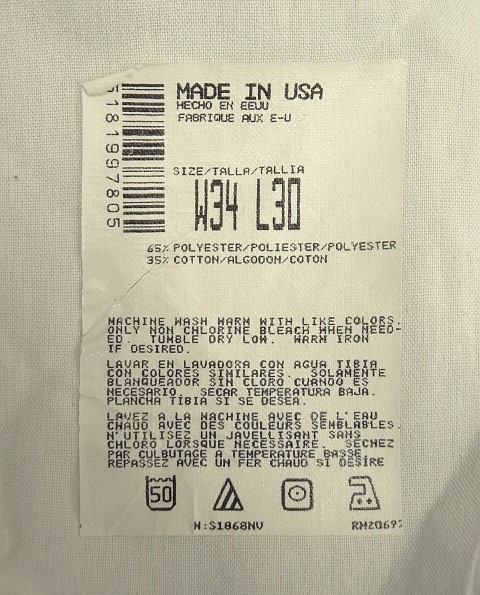 MADE IN USA
HECHO EN EEUU
FABRIQUE AUX E-U
51819997805
SIZE/TALLA/TALLIA
W34 L30
65% POLYESTER/POLIESTER/POLYESTER
35% COTTON/ALGODON/COTON
MACHINE WASH WARM WITH LIKE COLORS.
ONLY NON CHLORINE BLEACH WHEN NEED-
ED. TUMBLE DRY LOW. WARM IRON
IF DESIRED.
LAVAR EN LAVADORA CON AGUA TIBIA
CON COLORES SIMILARES. SOLAMENTE
BLANQUEADOR SIN CLORO CUANDO ES
NECESARIO. SECAR TEMPERATURA BAJA.
PLANCHA TIBIA SI SE DESEA.
LAVEZ A LA MACHINE AVEC DE L'EAU
CHAUD AVEC DES COULEURS SEMBLABLES.
N'UTILISEZ UN JAVELLISANT SANS
CHLORO LORSQUE NECESSAIRE. SECHEZ
PAR CULBUTAGE A TEMPERATURE BASSE
REPASSEZ AVEC UN FER CHAUD SI DESIRE
50
N:S1868NV